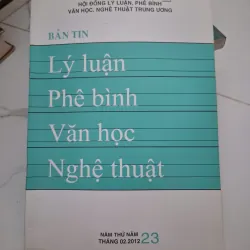 HỘI ĐỒNG LÝ LUẬN, PHÊ BÌNH
VĂN HỌC, NGHỆ THUẬT TRUNG ƯƠNG
BẢN TIN
Lý luận
Phê bình
Văn học
Nghệ thuật
NĂM THỨ NĂM
THÁNG 02.2012 23